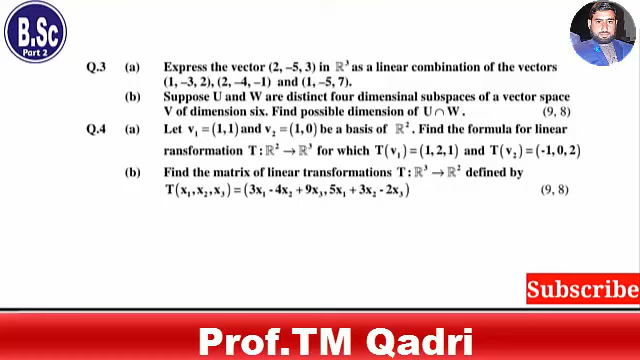 B.Sc
Part 2
Q.3 (a) Express the vector (2, –5, 3) in ℝ³ as a linear combination of the vectors
(1, –3, 2), (2, –4, –1) and (1, –5, 7).
(b) Suppose U and W are distinct four dimensinal subspaces of a vector space
V of dimension six. Find possible dimension of U ∩ W. (9, 8)
Q.4 (a) Let v₁ = (1, 1) and v₂ = (1, 0) be a basis of ℝ². Find the formula for linear
ransformation T : ℝ² → ℝ³ for which T(v₁) = (1, 2, 1) and T(v₂) = (-1, 0, 2)
(b) Find the matrix of linear transformations T : ℝ³ → ℝ² defined by
T(x₁, x₂, x₃) = (3x₁ - 4x₂ + 9x₃, 5x₁ + 3x₂ - 2x₃) (9, 8)
Subscribe
Prof.TM Qadri